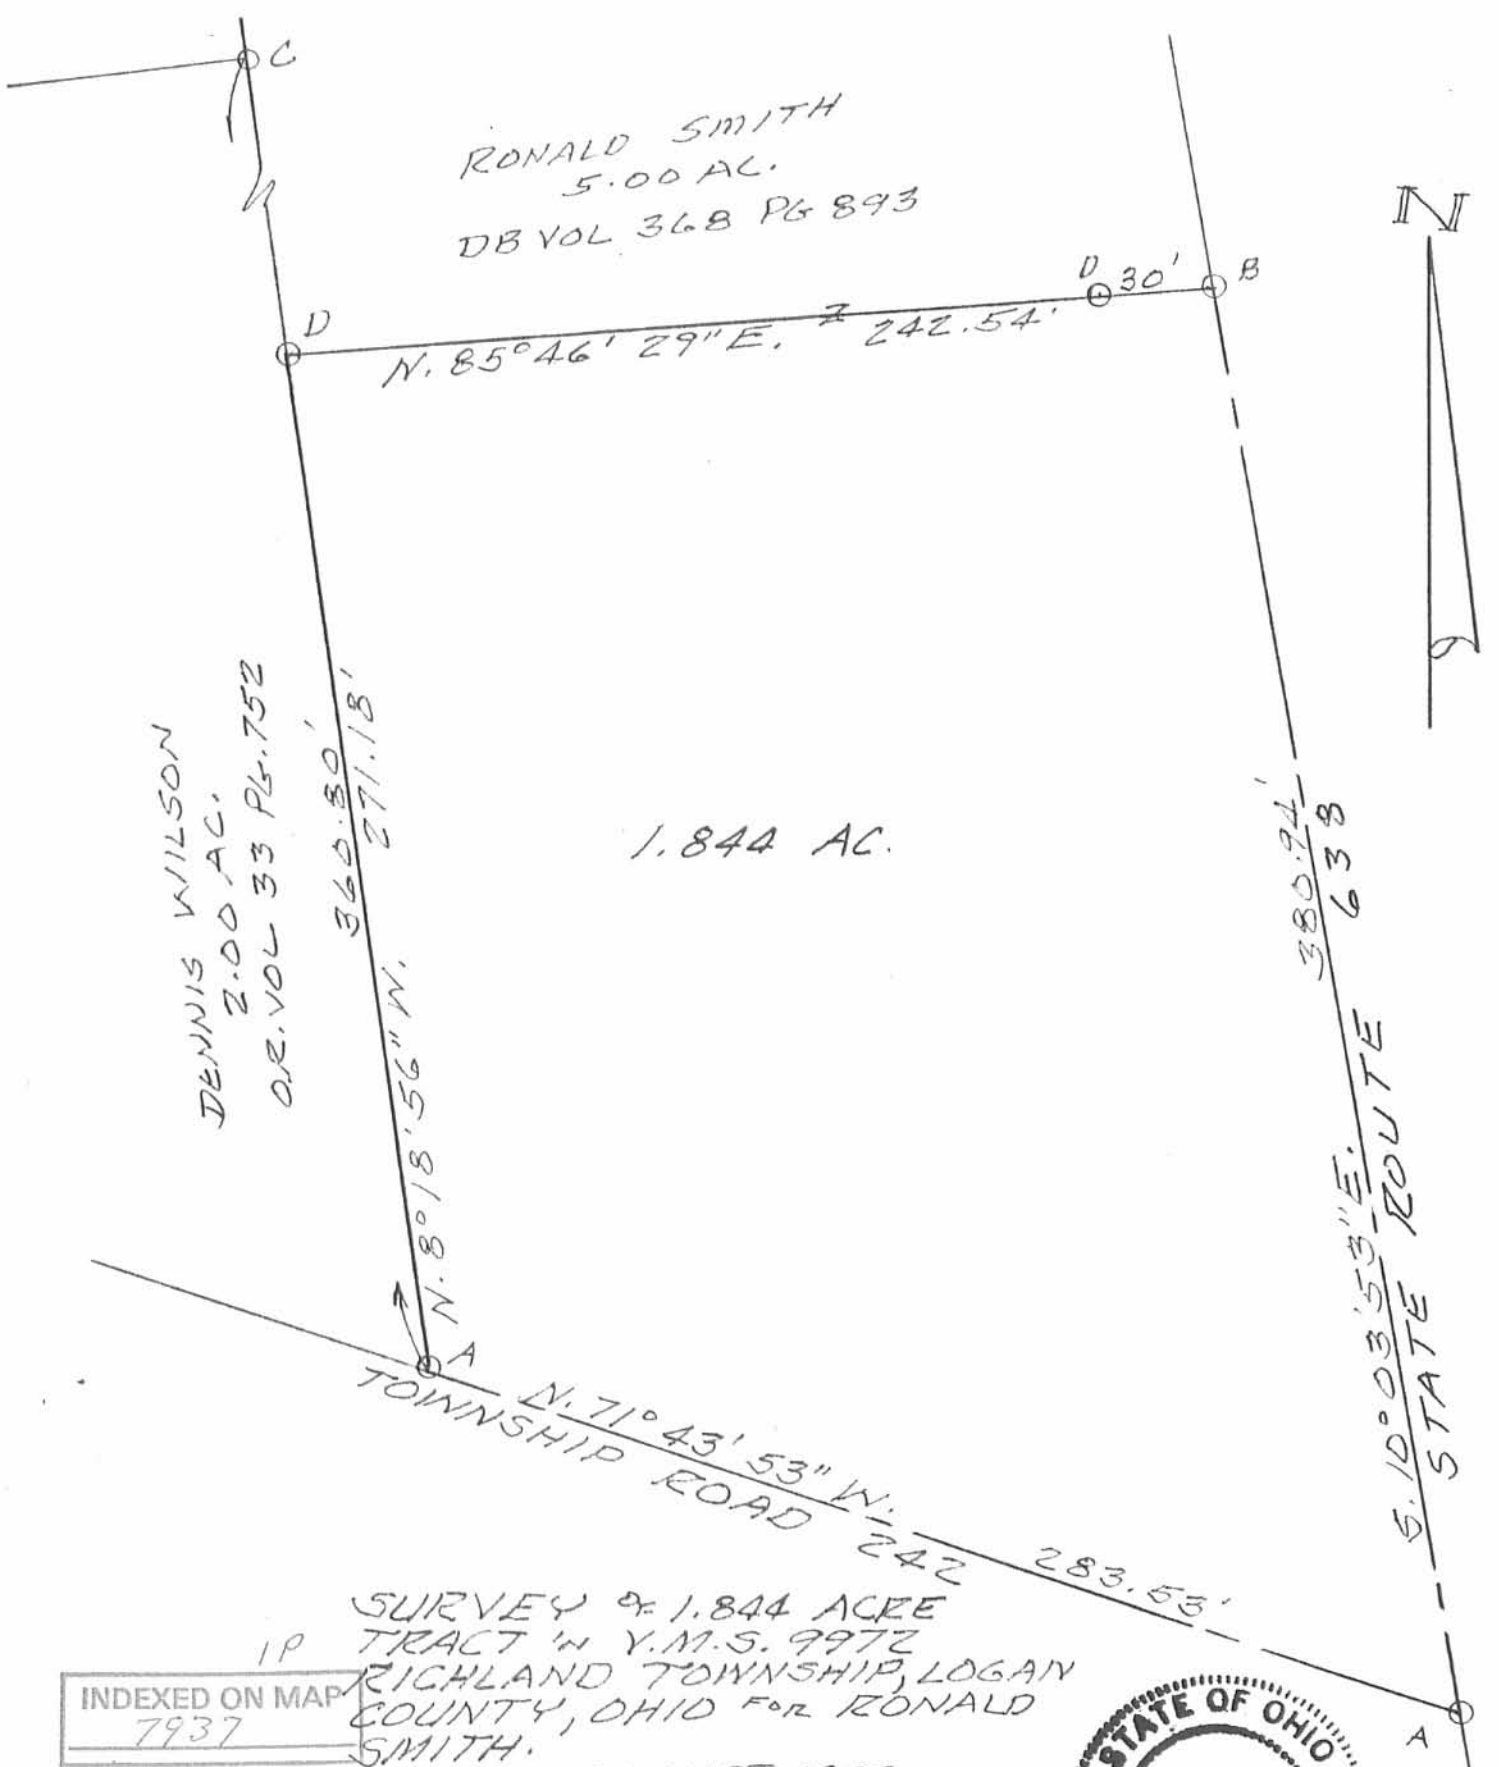 C
RONALD SMITH
5.00 AC.
DB VOL 368 PG 893
N
D
D
30'
B
N. 85°46' 29" E. 242.54'
DENNIS WILSON
2.00 AC.
O.R. VOL 33 PG. 752
360.80'
271.18'
N. 8° 18' 56" W.
1.844 AC.
380.94'
S. 10° 03' 53" E.
STATE ROUTE 638
A
N. 71° 43' 53" W.
283.53'
TOWNSHIP ROAD 242
A
SURVEY OF 1.844 ACRE
TRACT IN V.M.S. 9972
RICHLAND TOWNSHIP, LOGAN
COUNTY, OHIO FOR RONALD
SMITH.
1P
INDEXED ON MAP
7937
STATE OF OHIO